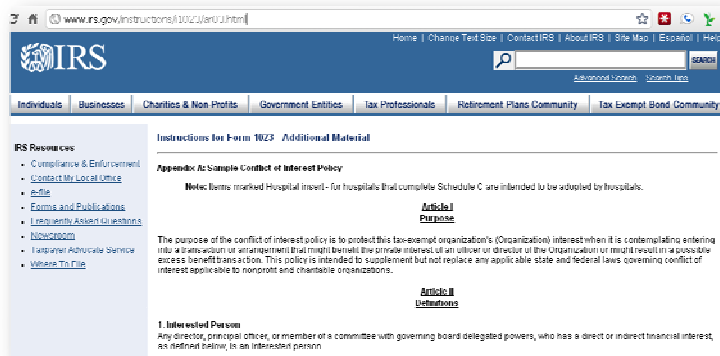 www.irs.gov/instructions/i1023/ar03.html
Home | Change Text Size | Contact IRS | About IRS | Site Map | Español | Help
IRS
SEARCH
Advanced Search Search Tips
Individuals Businesses Charities & Non-Profits Government Entities Tax Professionals Retirement Plans Community Tax Exempt Bond Community
IRS Resources
Compliance & Enforcement
Contact My Local Office
e-file
Forms and Publications
Frequently Asked Questions
Newsroom
Taxpayer Advocate Service
Where To File
Instructions for Form 1023 Additional Material
Appendix A: Sample Conflict of Interest Policy
Note: Items marked Hospital insert - for hospitals that complete Schedule C are intended to be adopted by hospitals.
Article I
Purpose
The purpose of the conflict of interest policy is to protect this tax-exempt organization's (Organization) interest when it is contemplating entering
into a transaction or arrangement that might benefit the private interest of an officer or director of the Organization or might result in a possible
excess benefit transaction. This policy is intended to supplement but not replace any applicable state and federal laws governing conflict of
interest applicable to nonprofit and charitable organizations.
Article II
Definitions
1. Interested Person
Any director, principal officer, or member of a committee with governing board delegated powers, who has a direct or indirect financial interest,
as defined below, is an interested person